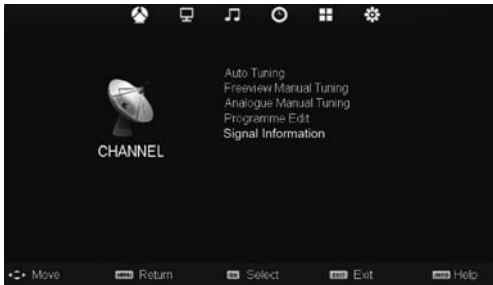 Auto Tuning
Freeview Manual Tuning
Analogue Manual Tuning
Programme Edit
Signal Information
CHANNEL
Move MENU Return OK Select EXIT Exit INFO Help